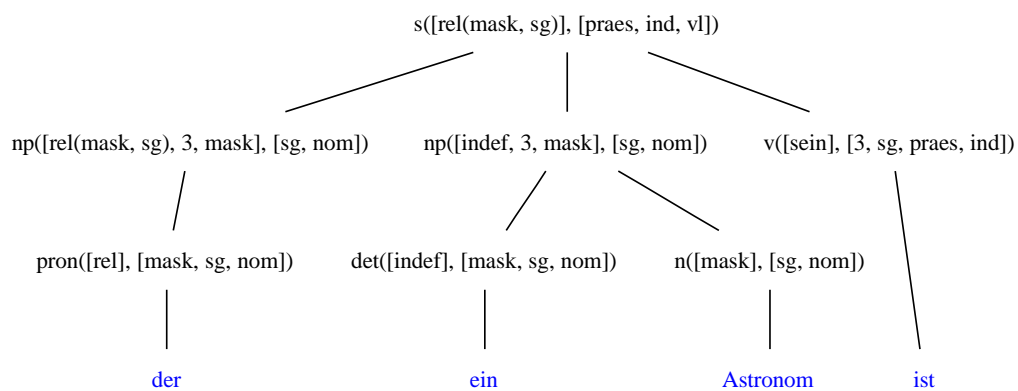 s([rel(mask, sg)], [praes, ind, vl])
np([rel(mask, sg), 3, mask], [sg, nom]) np([indef, 3, mask], [sg, nom]) v([sein], [3, sg, praes, ind])
pron([rel], [mask, sg, nom]) det([indef], [mask, sg, nom]) n([mask], [sg, nom])
der ein Astronom ist